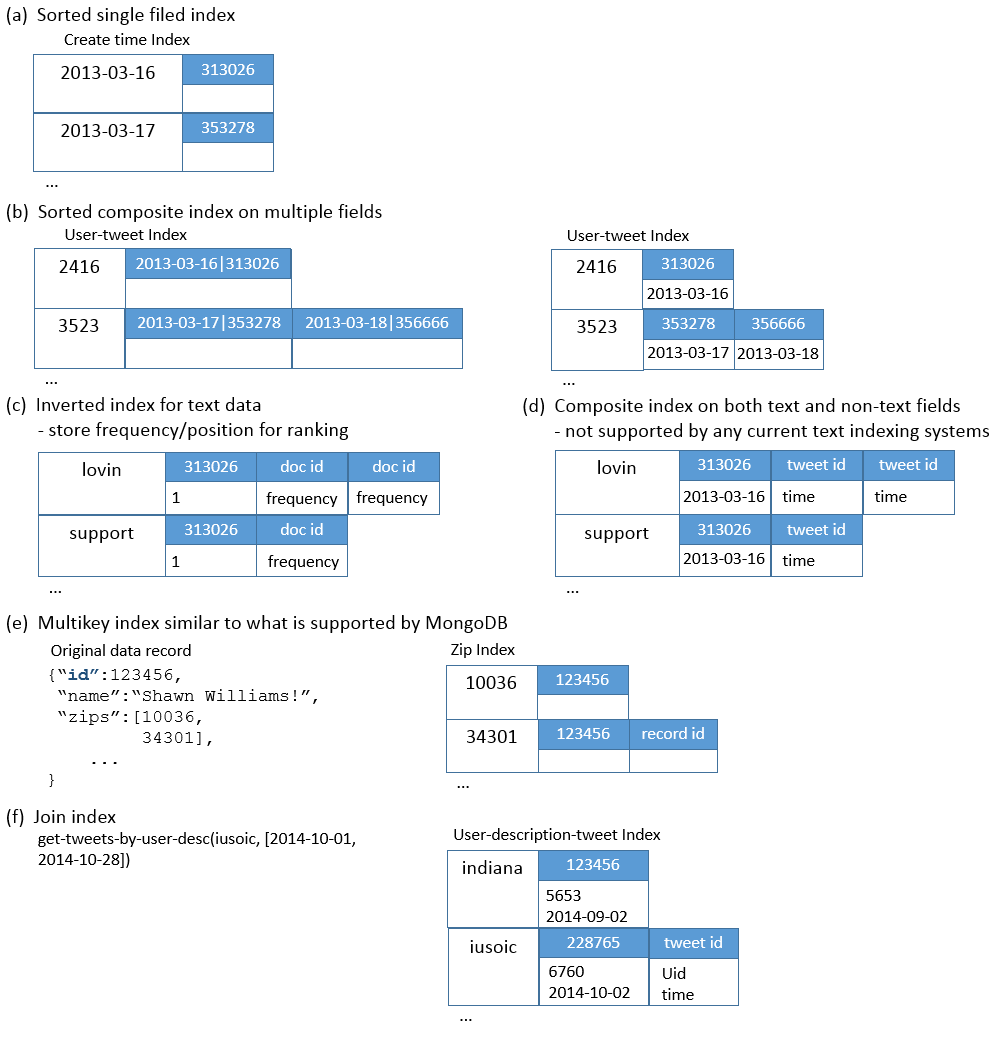 (a) Sorted single filed index
Create time Index
2013-03-16 313026
2013-03-17 353278
...
(b) Sorted composite index on multiple fields
User-tweet Index
2416 2013-03-16|313026
3523 2013-03-17|353278 2013-03-18|356666
...
User-tweet Index
2416 313026
2013-03-16
3523 353278 356666
2013-03-17 2013-03-18
...
(c) Inverted index for text data
- store frequency/position for ranking
lovin 313026 doc id doc id
1 frequency frequency
support 313026 doc id
1 frequency
...
(d) Composite index on both text and non-text fields
- not supported by any current text indexing systems
lovin 313026 tweet id tweet id
2013-03-16 time time
support 313026 tweet id
2013-03-16 time
...
(e) Multikey index similar to what is supported by MongoDB
Original data record
{“id”:123456,
“name”:“Shawn Williams!”,
“zips”:[10036,
34301],
...
}
Zip Index
10036 123456
34301 123456 record id
...
(f) Join index
get-tweets-by-user-desc(iusoic, [2014-10-01,
2014-10-28])
User-description-tweet Index
indiana 123456
5653
2014-09-02
iusoic 228765 tweet id
6760 Uid
2014-10-02 time
...